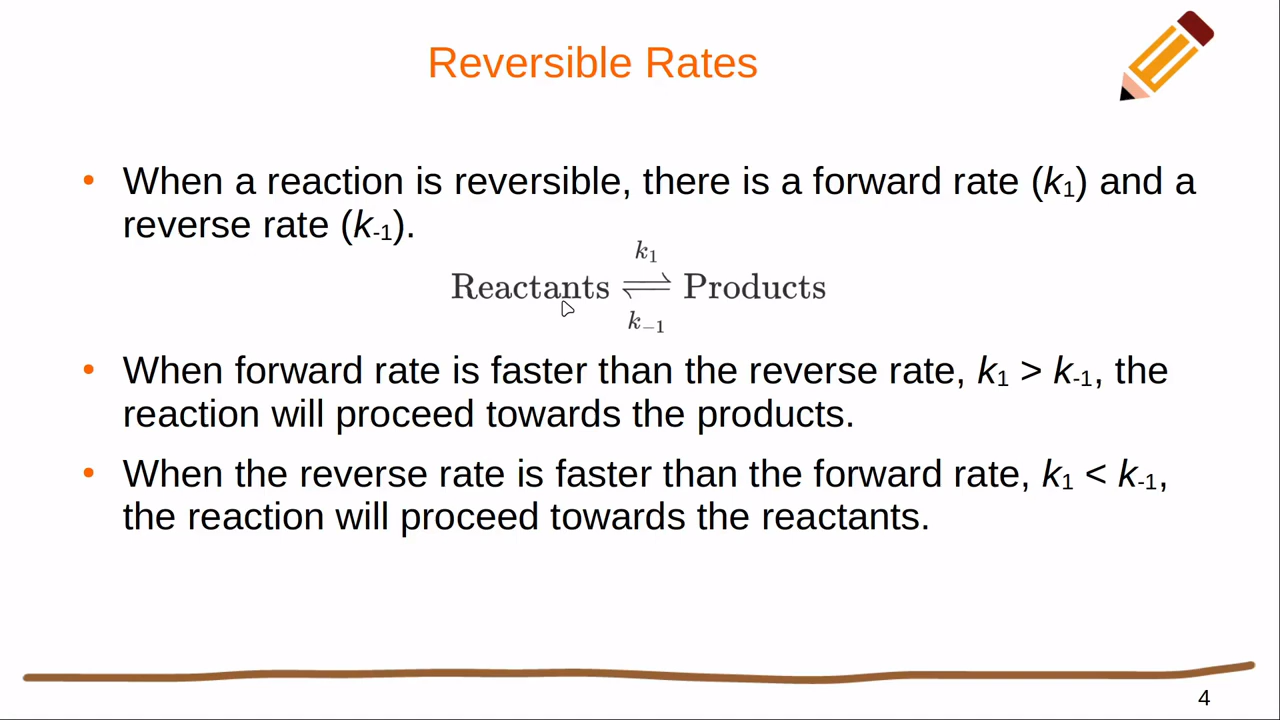 Reversible Rates
• When a reaction is reversible, there is a forward rate (k₁) and a
reverse rate (k₋₁).
k₁
Reactants ⇌ Products
k₋₁
• When forward rate is faster than the reverse rate, k₁ > k₋₁, the
reaction will proceed towards the products.
• When the reverse rate is faster than the forward rate, k₁ < k₋₁,
the reaction will proceed towards the reactants.
4